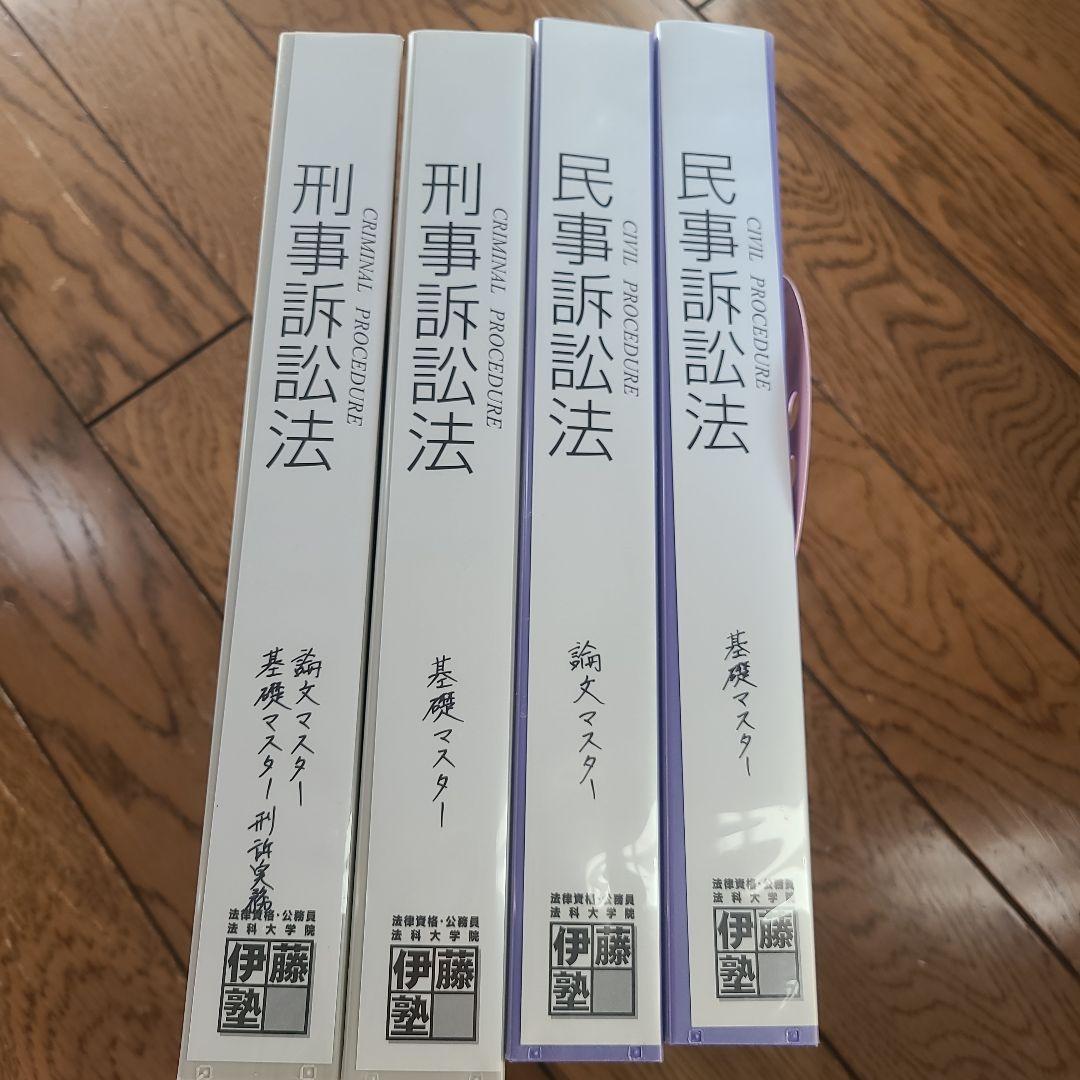 刑事訴訟法
CRIMINAL PROCEDURE
論文マスター
基礎マスター 刑訴実務
法律資格・公務員
法科大学院
伊藤塾
刑事訴訟法
CRIMINAL PROCEDURE
基礎マスター
法律資格・公務員
法科大学院
伊藤塾
民事訴訟法
CIVIL PROCEDURE
論文マスター
法律資格・公務員
法科大学院
伊藤塾
民事訴訟法
CIVIL PROCEDURE
基礎マスター
法律資格・公務員
法科大学院
伊藤塾